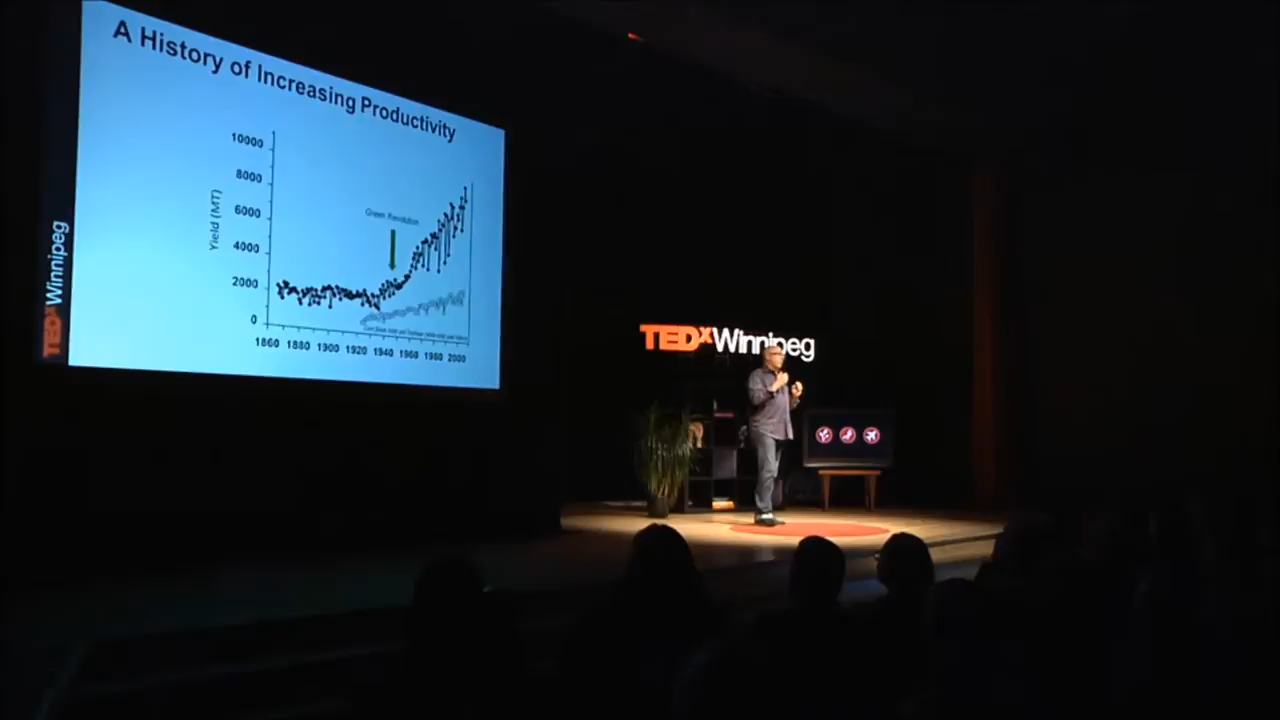 A History of Increasing Productivity
10000
8000
6000
4000
2000
0
Yield (MT)
Green Revolution
1860 1880 1900 1920 1940 1960 1980 2000
TEDxWinnipeg
TEDxWinnipeg